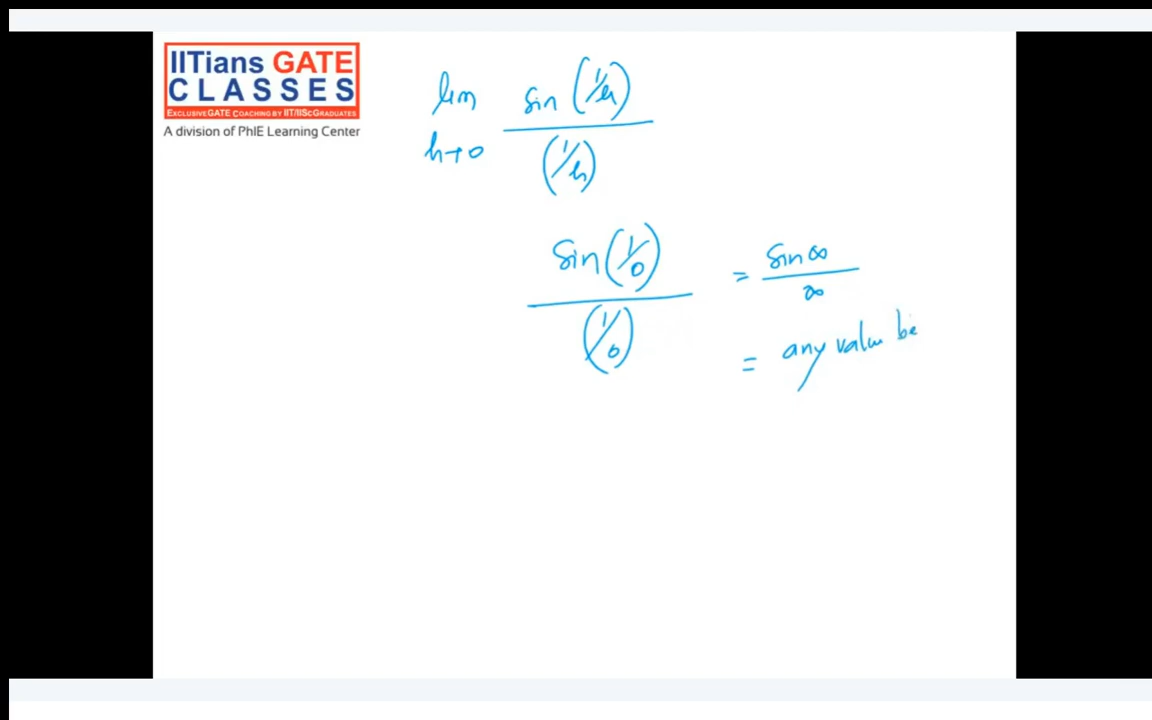 IITians GATE
CLASSES
EXCLUSIVE GATE COACHING BY IIT/IISc GRADUATES
A division of PhIE Learning Center
lim sin (1/h)
h→0 (1/h)
sin (1/0) = sin ∞
(1/0) ∞
= any value be